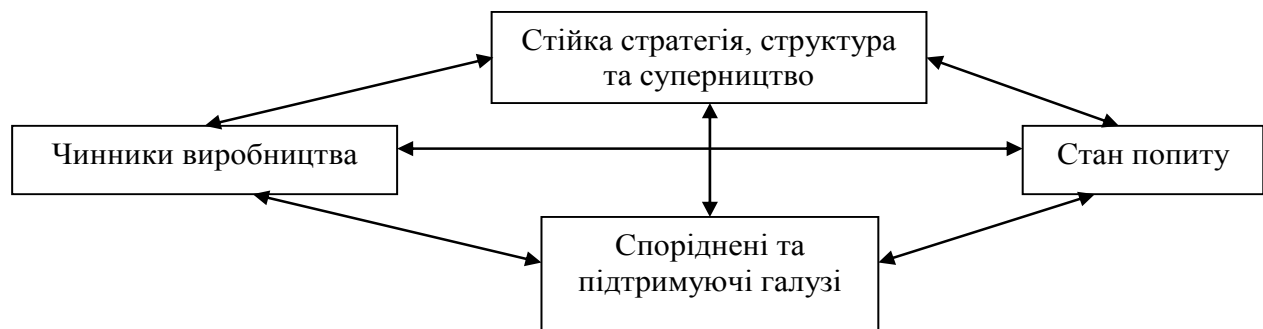 Стійка стратегія, структура
та суперництво
Чинники виробництва
Стан попиту
Споріднені та
підтримуючі галузі